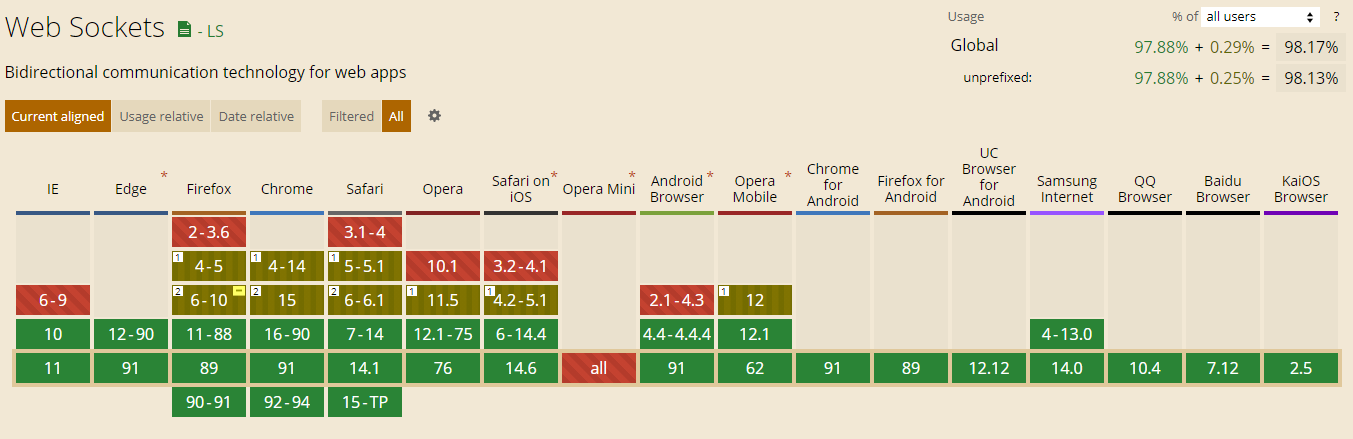 Web Sockets - LS
Usage % of all users ?
Global 97.88% + 0.29% = 98.17%
unprefixed: 97.88% + 0.25% = 98.13%
Bidirectional communication technology for web apps
Current aligned Usage relative Date relative Filtered All
IE Edge * Firefox Chrome Safari Opera Safari on iOS * Opera Mini * Android Browser * Opera Mobile * Chrome for Android Firefox for Android UC Browser for Android Samsung Internet QQ Browser Baidu Browser KaiOS Browser
2-3.6 3.1-4
1 4-5 1 4-14 1 5-5.1 10.1 3.2-4.1
6-9 2 6-10 2 15 2 6-6.1 1 11.5 1 4.2-5.1 2.1-4.3 1 12
10 12-90 11-88 16-90 7-14 12.1-75 6-14.4 4.4-4.4.4 12.1 4-13.0
11 91 89 91 14.1 76 14.6 all 91 62 91 89 12.12 14.0 10.4 7.12 2.5
90-91 92-94 15-TP